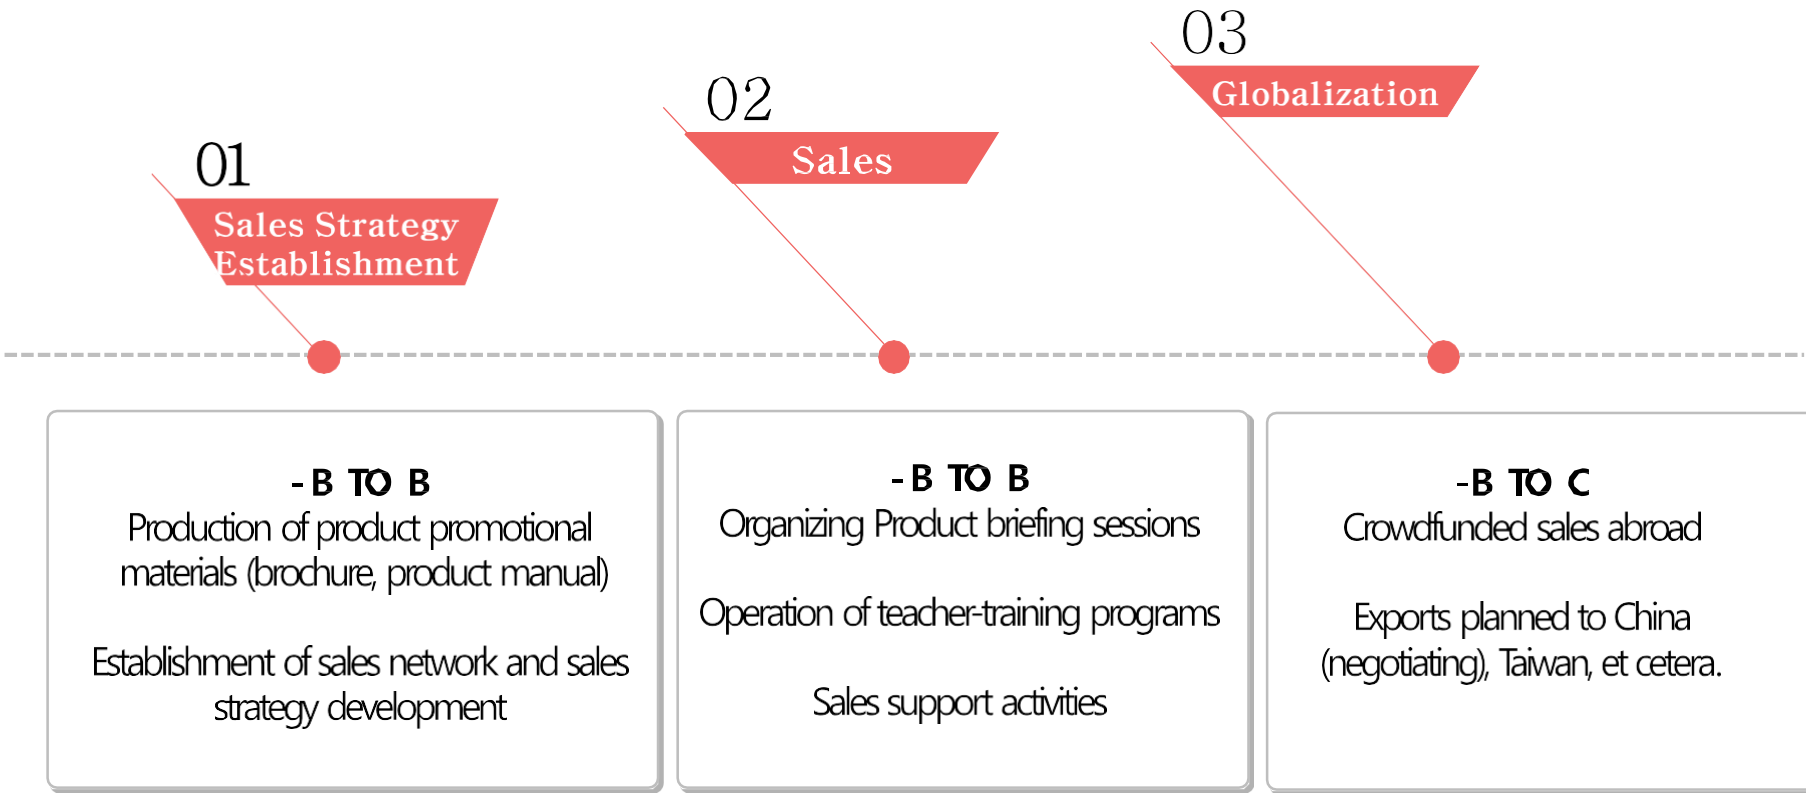 01
Sales Strategy
Establishment
-B TO B
Production of product promotional
materials (brochure, product manual)
Establishment of sales network and sales
strategy development
02
Sales
-B TO B
Organizing Product briefing sessions
Operation of teacher-training programs
Sales support activities
03
Globalization
-B TO C
Crowdfunded sales abroad
Exports planned to China
(negotiating), Taiwan, et cetera.